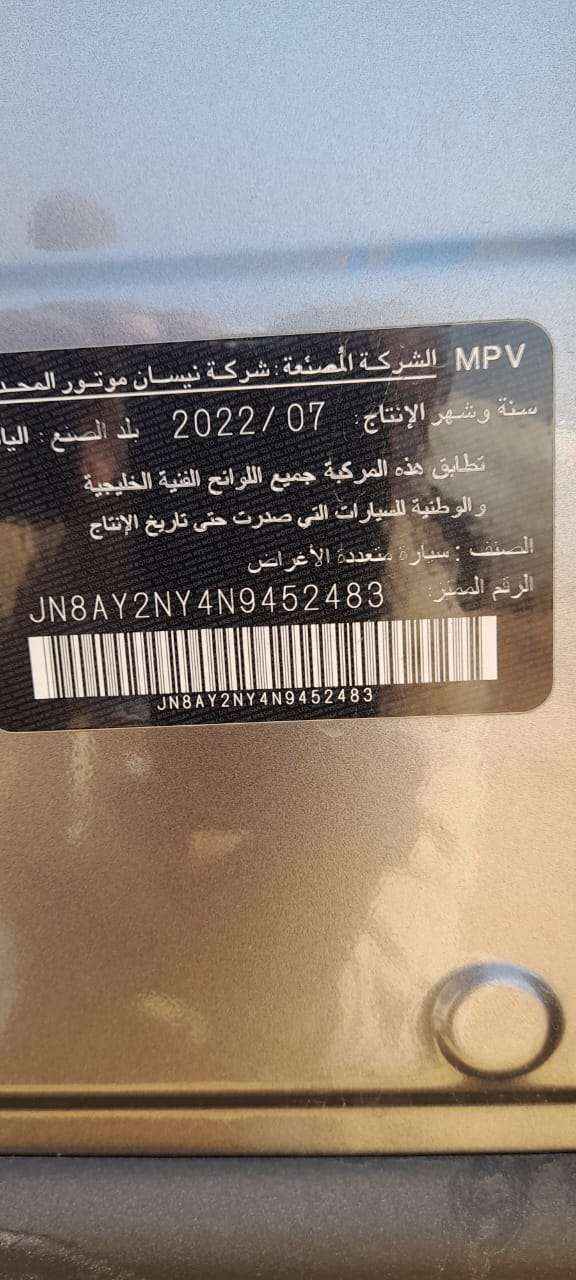 MPV الشركة المصنعة: شركة نيسان موتور
سنة وشهر الإنتاج: 2022/07 بلد الصنع:
تطابق هذه المركبة جميع اللوائح الفنية الخليجية
والوطنية للسيارات التي صدرت حتى تاريخ الإنتاج
الصنف: سيارة متعددة الأغراض
الرقم المميز: JN8AY2NY4N9452483
JN8AY2NY4N9452483